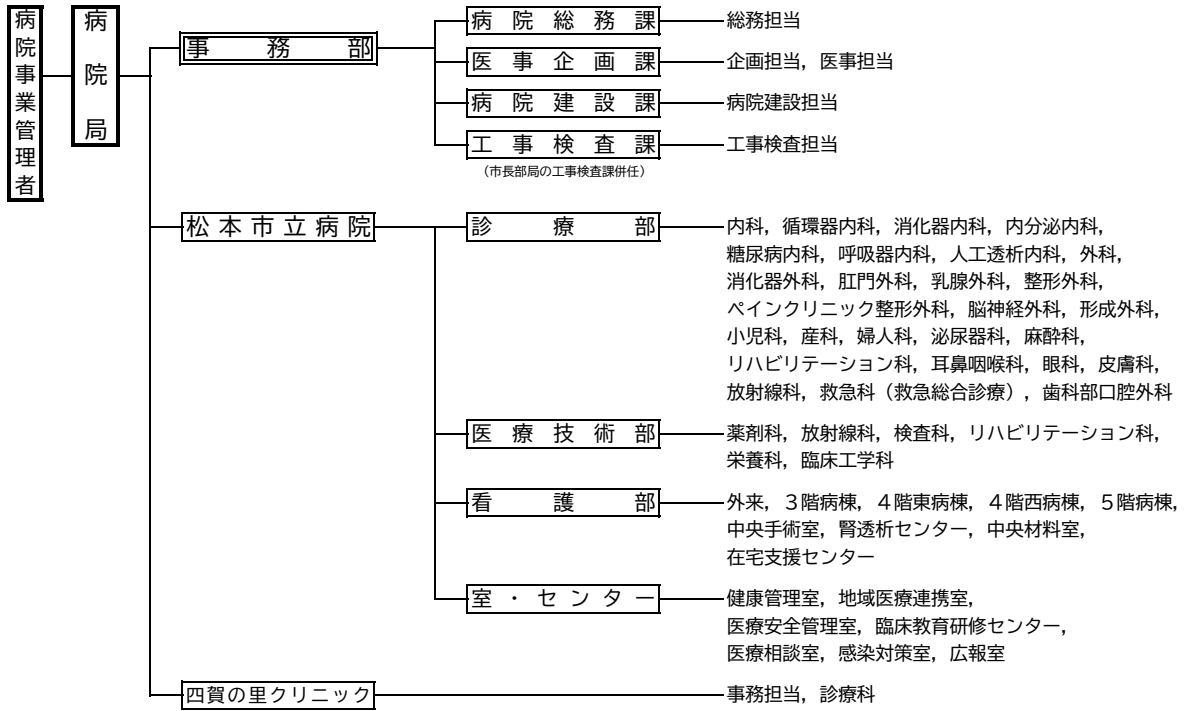 病院事業管理者
病院局
事務部
病院総務課
総務担当
医事企画課
企画担当，医事担当
病院建設課
病院建設担当
工事検査課
工事検査担当
（市長部局の工事検査課併任）
松本市立病院
診療部
内科，循環器内科，消化器内科，内分泌内科，
糖尿病内科，呼吸器内科，人工透析内科，外科，
消化器外科，肛門外科，乳腺外科，整形外科，
ペインクリニック整形外科，脳神経外科，形成外科，
小児科，産科，婦人科，泌尿器科，麻酔科，
リハビリテーション科，耳鼻咽喉科，眼科，皮膚科，
放射線科，救急科（救急総合診療），歯科部口腔外科
医療技術部
薬剤科，放射線科，検査科，リハビリテーション科，
栄養科，臨床工学科
看護部
外来，３階病棟，４階東病棟，４階西病棟，５階病棟，
中央手術室，腎透析センター，中央材料室，
在宅支援センター
室・センター
健康管理室，地域医療連携室，
医療安全管理室，臨床教育研修センター，
医療相談室，感染対策室，広報室
四賀の里クリニック
事務担当，診療科